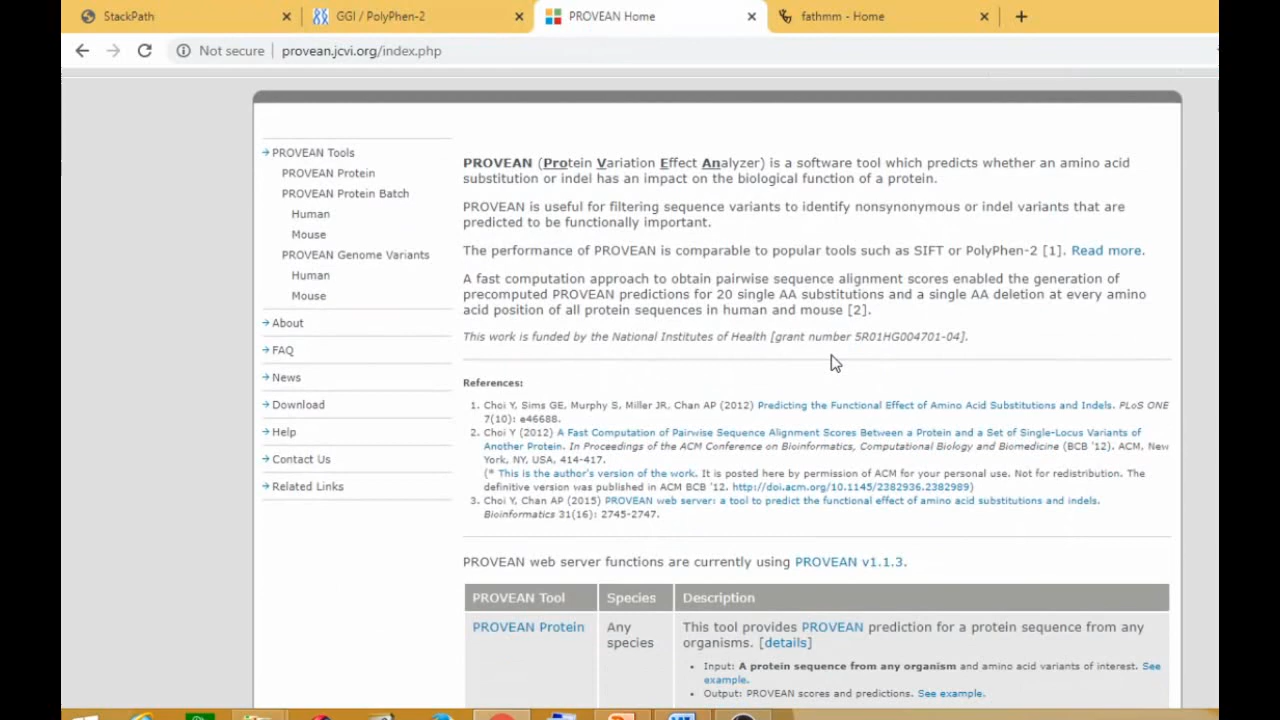 StackPath
GGI / PolyPhen-2
PROVEAN Home
fathmm - Home
Not secure
provean.jcvi.org/index.php
PROVEAN Tools
PROVEAN Protein
PROVEAN Protein Batch
Human
Mouse
PROVEAN Genome Variants
Human
Mouse
About
FAQ
News
Download
Help
Contact Us
Related Links
PROVEAN (Protein Variation Effect Analyzer) is a software tool which predicts whether an amino acid
substitution or indel has an impact on the biological function of a protein.
PROVEAN is useful for filtering sequence variants to identify nonsynonymous or indel variants that are
predicted to be functionally important.
The performance of PROVEAN is comparable to popular tools such as SIFT or PolyPhen-2 [1]. Read more.
A fast computation approach to obtain pairwise sequence alignment scores enabled the generation of
precomputed PROVEAN predictions for 20 single AA substitutions and a single AA deletion at every amino
acid position of all protein sequences in human and mouse [2].
This work is funded by the National Institutes of Health [grant number 5R01HG004701-04].
References:
1. Choi Y, Sims GE, Murphy S, Miller JR, Chan AP (2012) Predicting the Functional Effect of Amino Acid Substitutions and Indels. PLoS ONE
7(10): e46688.
2. Choi Y (2012) A Fast Computation of Pairwise Sequence Alignment Scores Between a Protein and a Set of Single-Locus Variants of
Another Protein. In Proceedings of the ACM Conference on Bioinformatics, Computational Biology and Biomedicine (BCB '12). ACM, New
York, NY, USA, 414-417.
(* This is the author's version of the work. It is posted here by permission of ACM for your personal use. Not for redistribution. The
definitive version was published in ACM BCB '12. http://doi.acm.org/10.1145/2382936.2382989)
3. Choi Y, Chan AP (2015) PROVEAN web server: a tool to predict the functional effect of amino acid substitutions and indels.
Bioinformatics 31(16): 2745-2747.
PROVEAN web server functions are currently using PROVEAN v1.1.3.
PROVEAN Tool Species Description
PROVEAN Protein
Any
species
This tool provides PROVEAN prediction for a protein sequence from any
organisms. [details]
• Input: A protein sequence from any organism and amino acid variants of interest. See
example.
• Output: PROVEAN scores and predictions. See example.